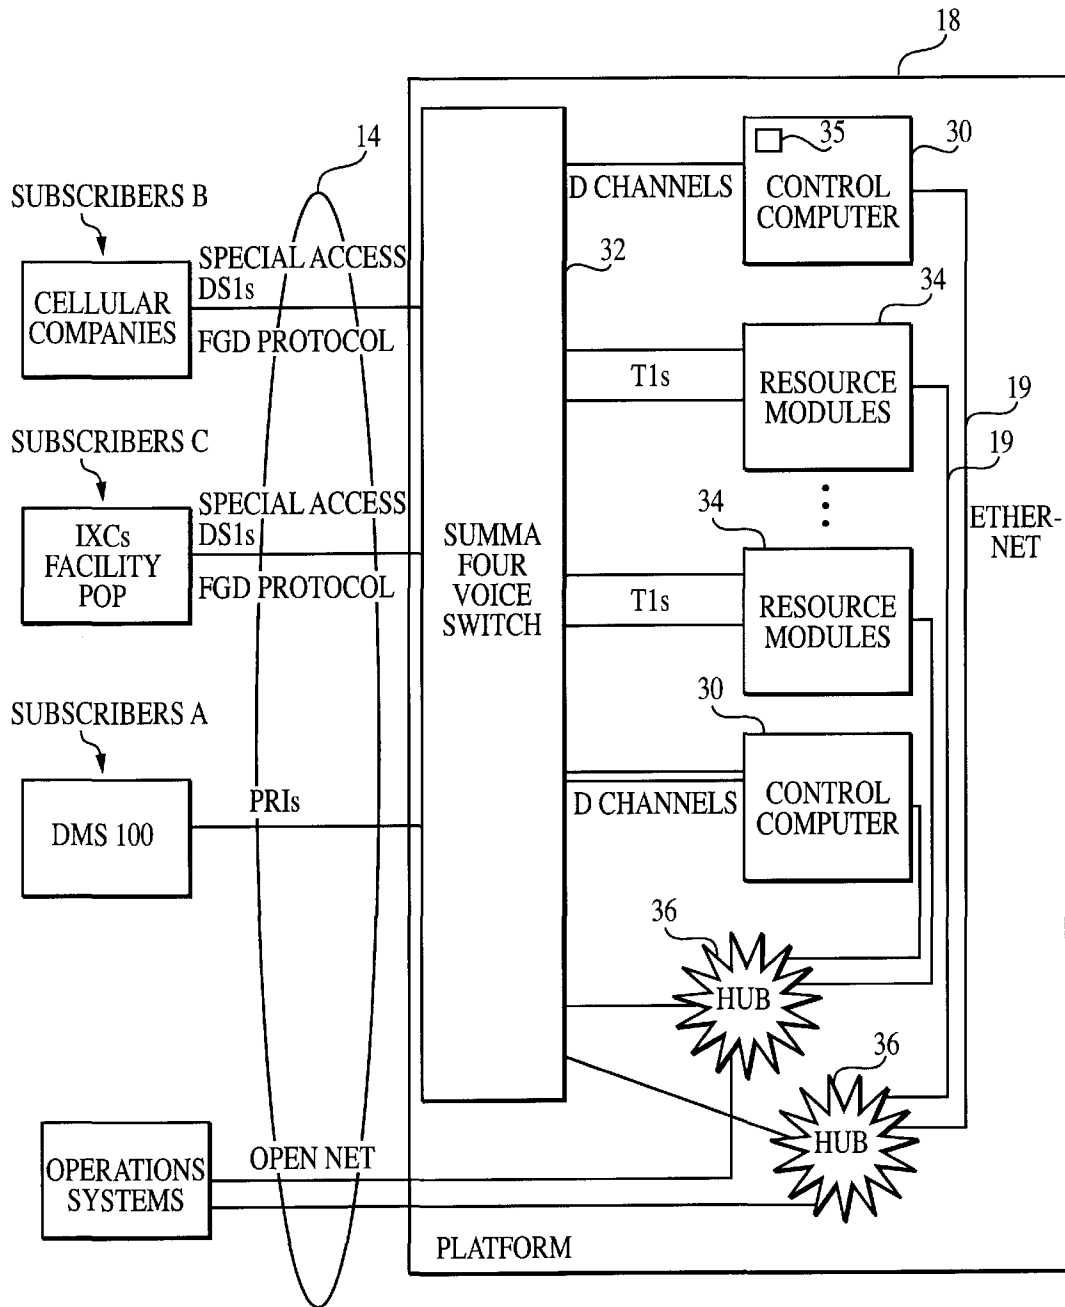 18
14
SUBSCRIBERS B
CELLULAR
COMPANIES
SPECIAL ACCESS
DS1s
FGD PROTOCOL
SUBSCRIBERS C
IXCs
FACILITY
POP
SPECIAL ACCESS
DS1s
FGD PROTOCOL
SUBSCRIBERS A
DMS 100
PRIs
OPERATIONS
SYSTEMS
OPEN NET
SUMMA
FOUR
VOICE
SWITCH
32
D CHANNELS
35
CONTROL
COMPUTER
30
T1s
34
RESOURCE
MODULES
19
19
ETHER-
NET
34
T1s
RESOURCE
MODULES
30
D CHANNELS
CONTROL
COMPUTER
36
HUB
36
HUB
PLATFORM